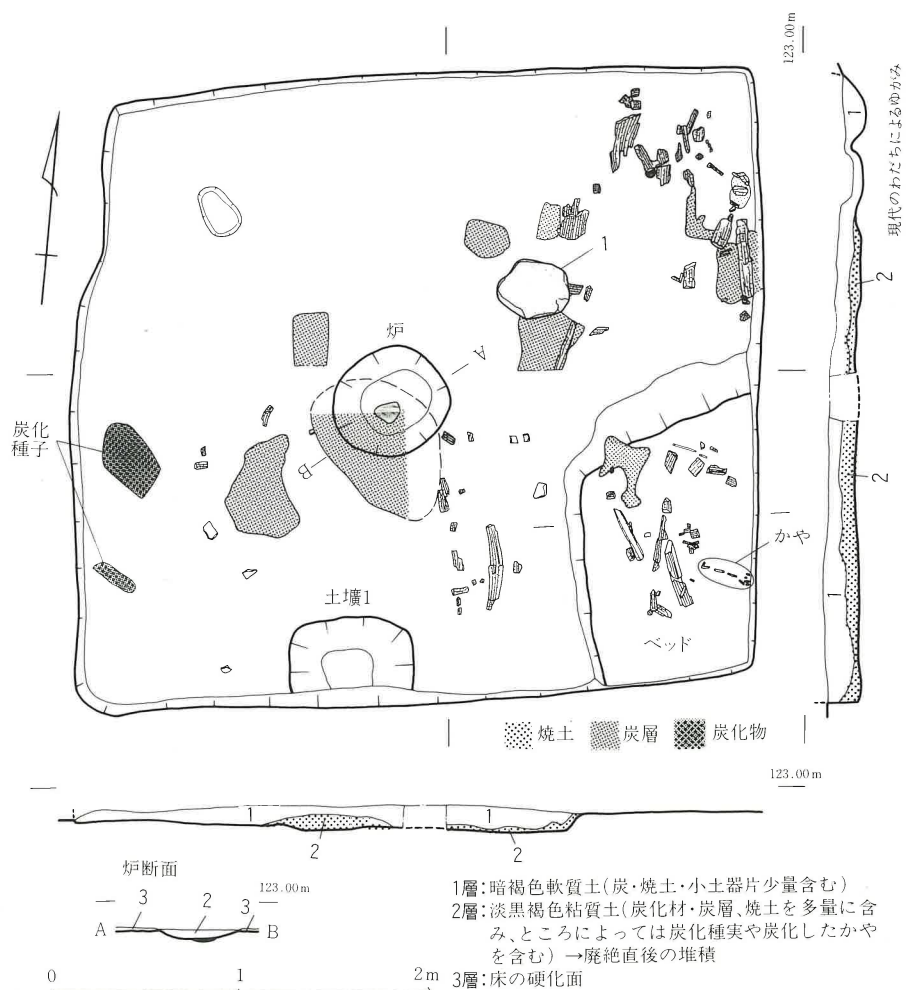 123.00m
現代のわだちによるゆがみ
1
2
2
1
1
炉
A
B
炭化
種子
かや
土壙1
ベッド
焼土
炭層
炭化物
123.00m
1
1
2
2
炉断面
3
2
3
123.00m
A
B
0
1
2m
1層:暗褐色軟質土(炭・焼土・小土器片少量含む)
2層:淡黒褐色粘質土(炭化材・炭層、焼土を多量に含
み、ところによっては炭化種実や炭化したかや
を含む) →廃絶直後の堆積
3層:床の硬化面